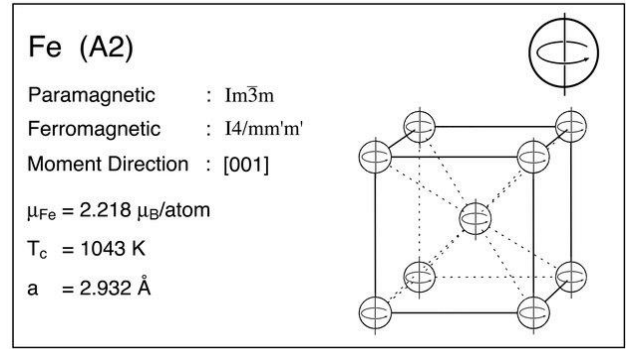 Fe (A2)
Paramagnetic : Im3̅m
Ferromagnetic : I4/mm'm'
Moment Direction : [001]
μFe = 2.218 μB/atom
Tc = 1043 K
a = 2.932 Å